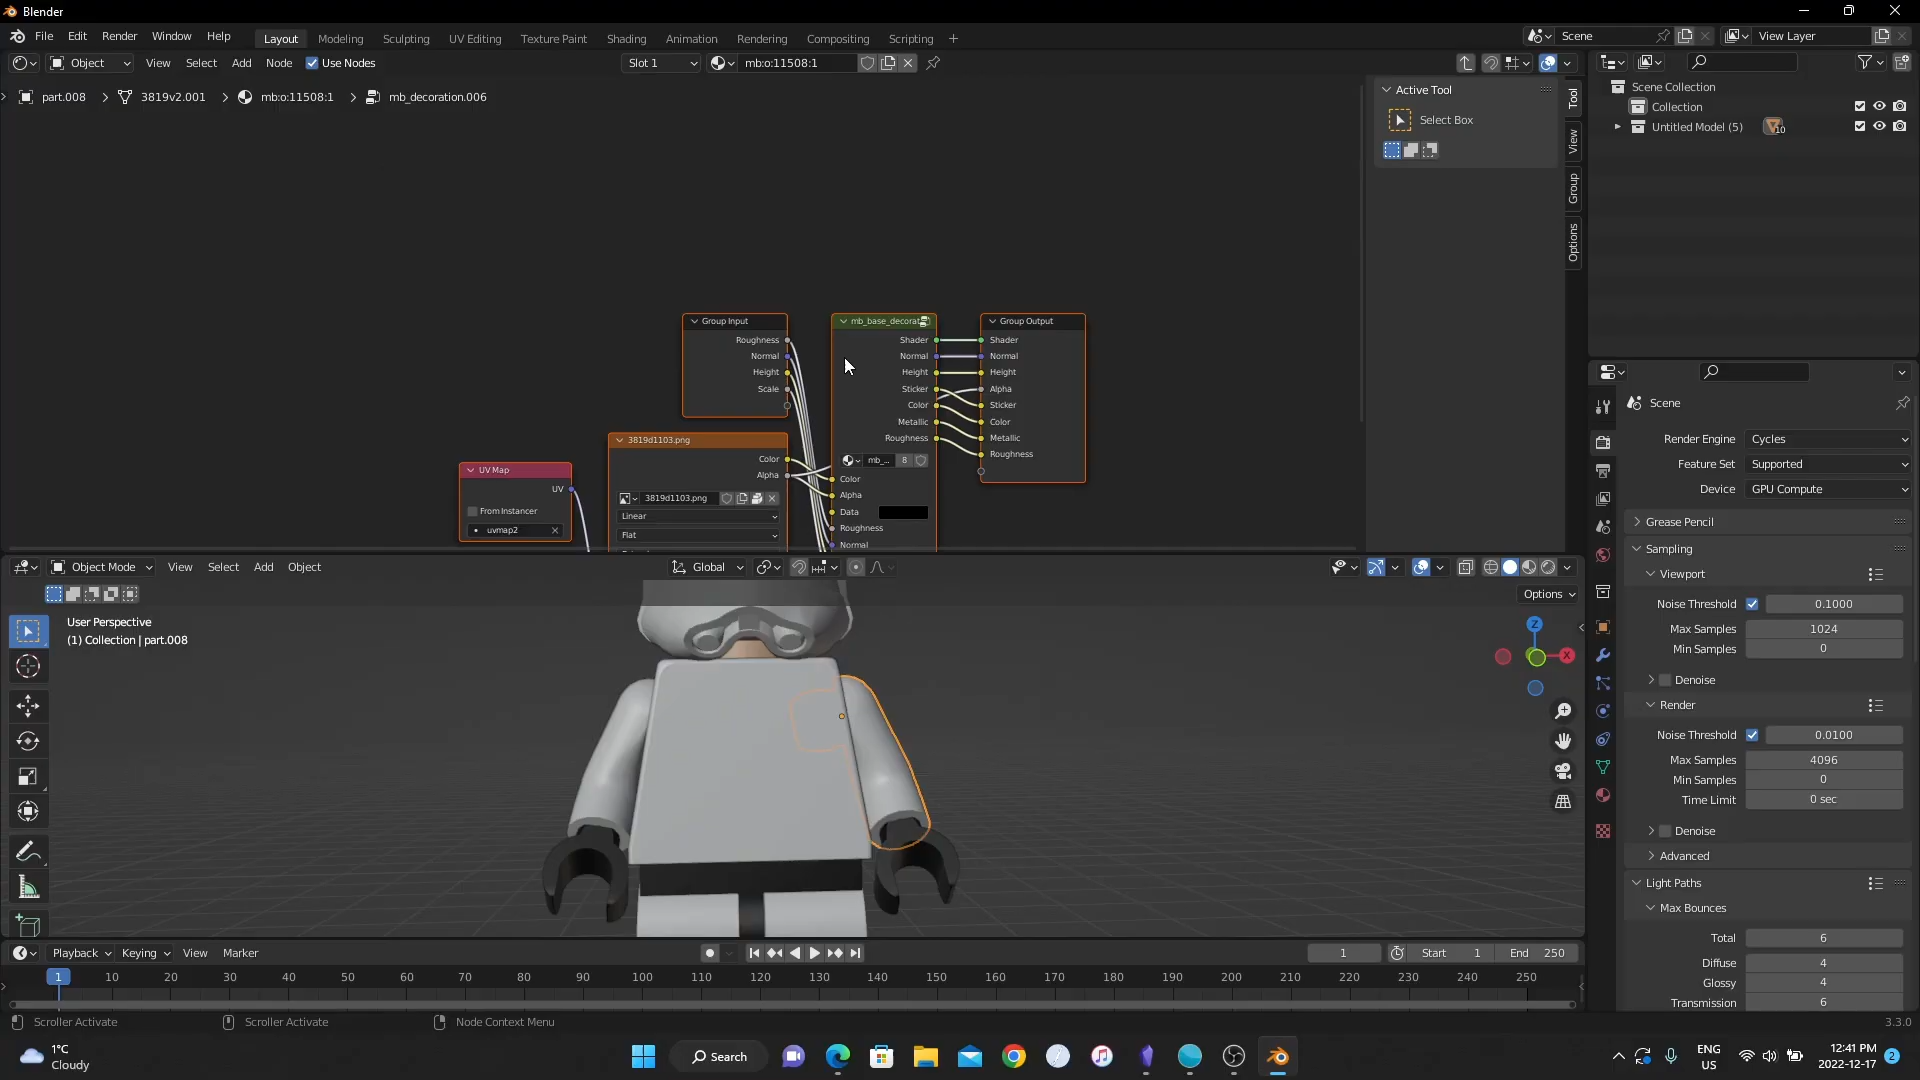 Blender
File Edit Render Window Help
Layout Modeling Sculpting UV Editing Texture Paint Shading Animation Rendering Compositing Scripting
Scene
View Layer
Object View Select Add Node Use Nodes
Slot 1
mb:o:11508:1
part.008 3819v2.001 mb:o:11508:1 mb_decoration.006
Active Tool
Select Box
Tool
View
Group
Options
Scene Collection
Collection
Untitled Model (5)
10
Group Input
Roughness
Normal
Height
Scale
mb_base_decorat
Shader
Normal
Height
Sticker
Color
Metallic
Roughness
mb_...
8
Color
Alpha
Data
Roughness
Normal
Group Output
Shader
Normal
Height
Alpha
Sticker
Color
Metallic
Roughness
3819d1103.png
Color
Alpha
3819d1103.png
Linear
Flat
UV Map
UV
From Instancer
uvmap2
Scene
Render Engine Cycles
Feature Set Supported
Device GPU Compute
Grease Pencil
Sampling
Viewport
Noise Threshold 0.1000
Max Samples 1024
Min Samples 0
Denoise
Render
Noise Threshold 0.0100
Max Samples 4096
Min Samples 0
Time Limit 0 sec
Denoise
Advanced
Light Paths
Max Bounces
Total 6
Diffuse 4
Glossy 4
Transmission 6
Object Mode View Select Add Object
Global
Options
User Perspective
(1) Collection | part.008
Z
X
Playback Keying View Marker
1 Start 1 End 250
1 10 20 30 40 50 60 70 80 90 100 110 120 130 140 150 160 170 180 190 200 210 220 230 240 250
Scroller Activate Scroller Activate Node Context Menu
3.3.0
1°C
Cloudy
Search
ENG
US
12:41 PM
2022-12-17
2